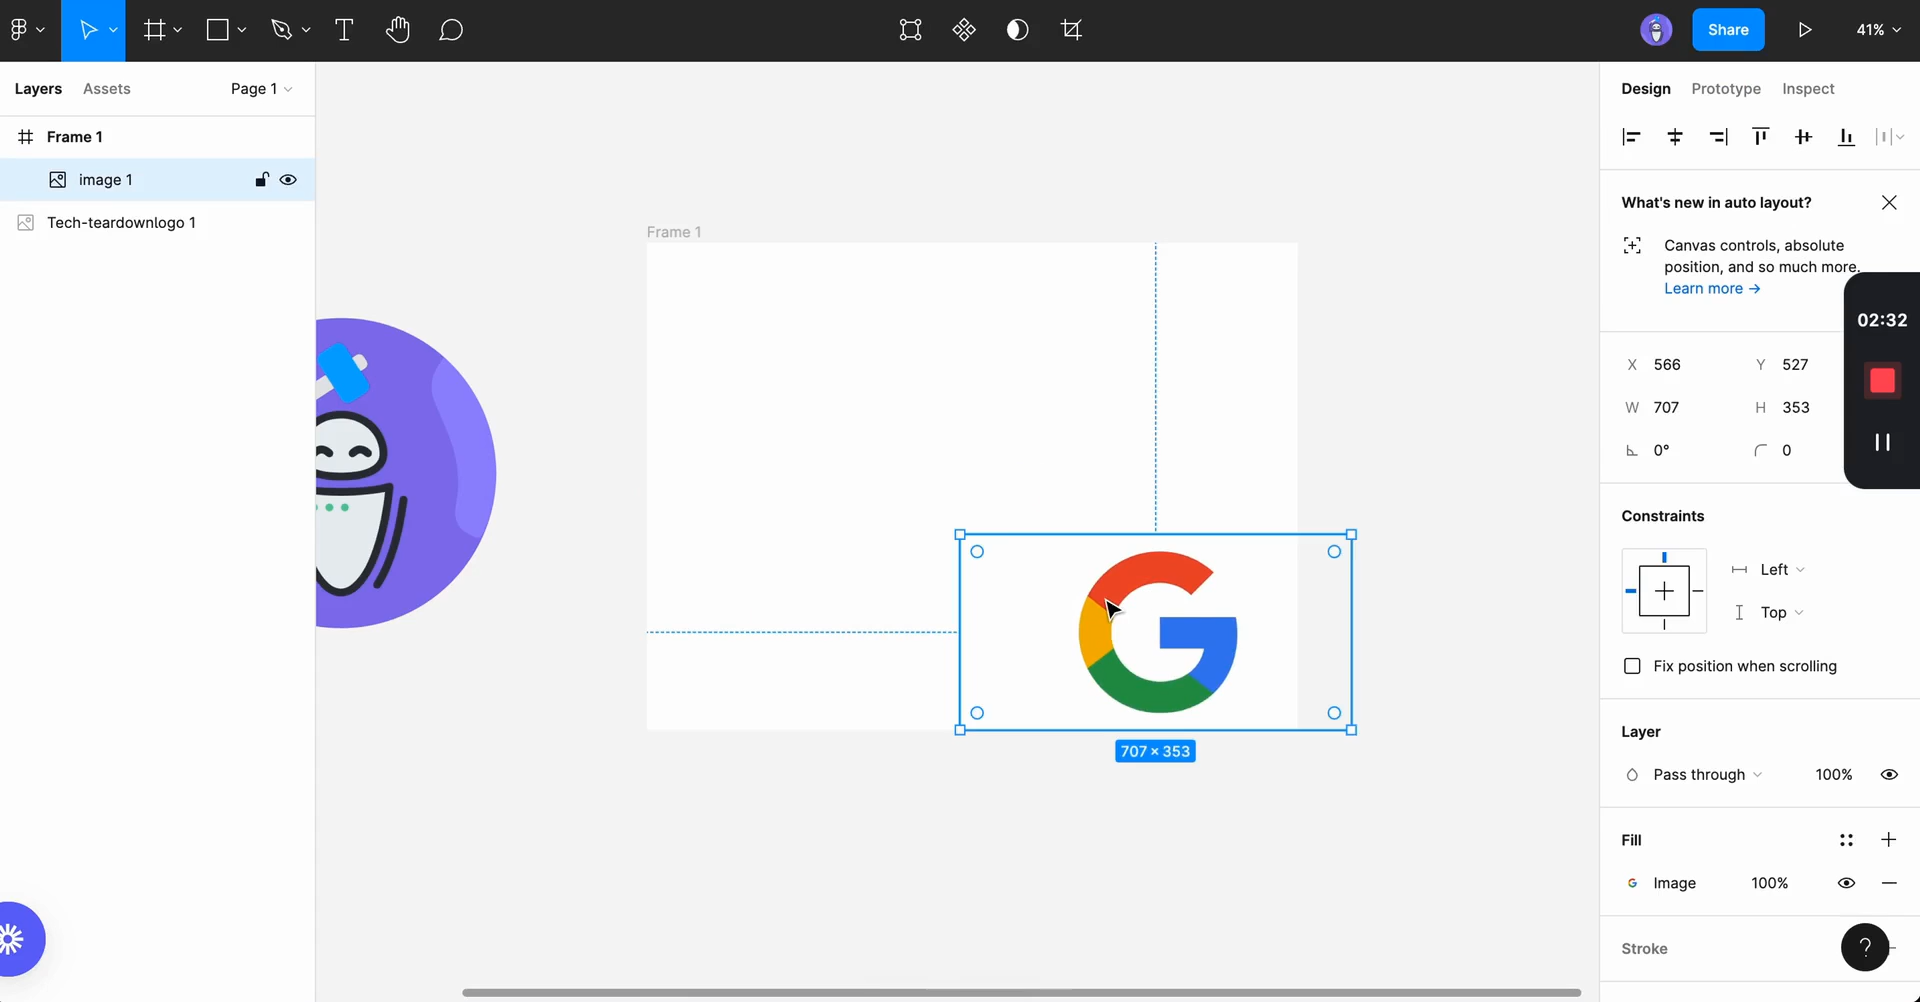 Share
41%
Layers
Assets
Page 1
Frame 1
image 1
Tech-teardownlogo 1
Frame 1
707 × 353
Design
Prototype
Inspect
What's new in auto layout?
Canvas controls, absolute
position, and so much more.
Learn more →
02:32
X 566
Y 527
W 707
H 353
0°
0
Constraints
Left
Top
Fix position when scrolling
Layer
Pass through
100%
Fill
Image
100%
Stroke
?